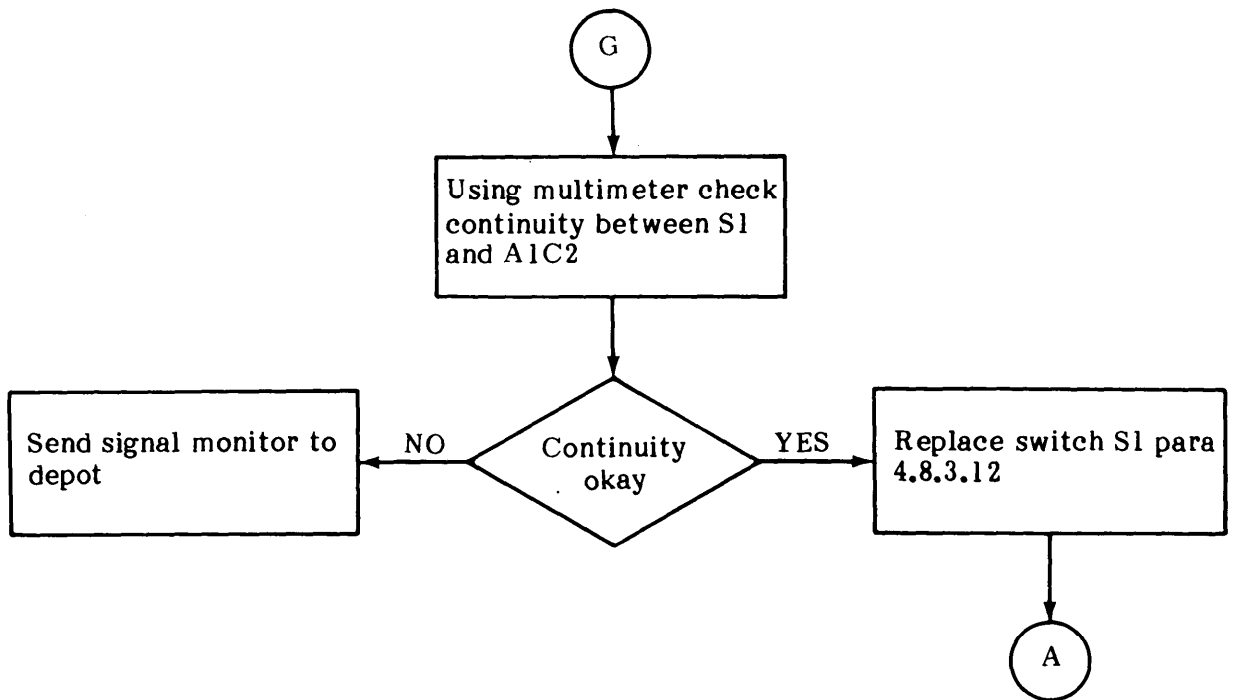 G
Using multimeter check
continuity between S1
and A1C2
Send signal monitor to
depot
NO
Continuity
okay
YES
Replace switch S1 para
4.8.3.12
A